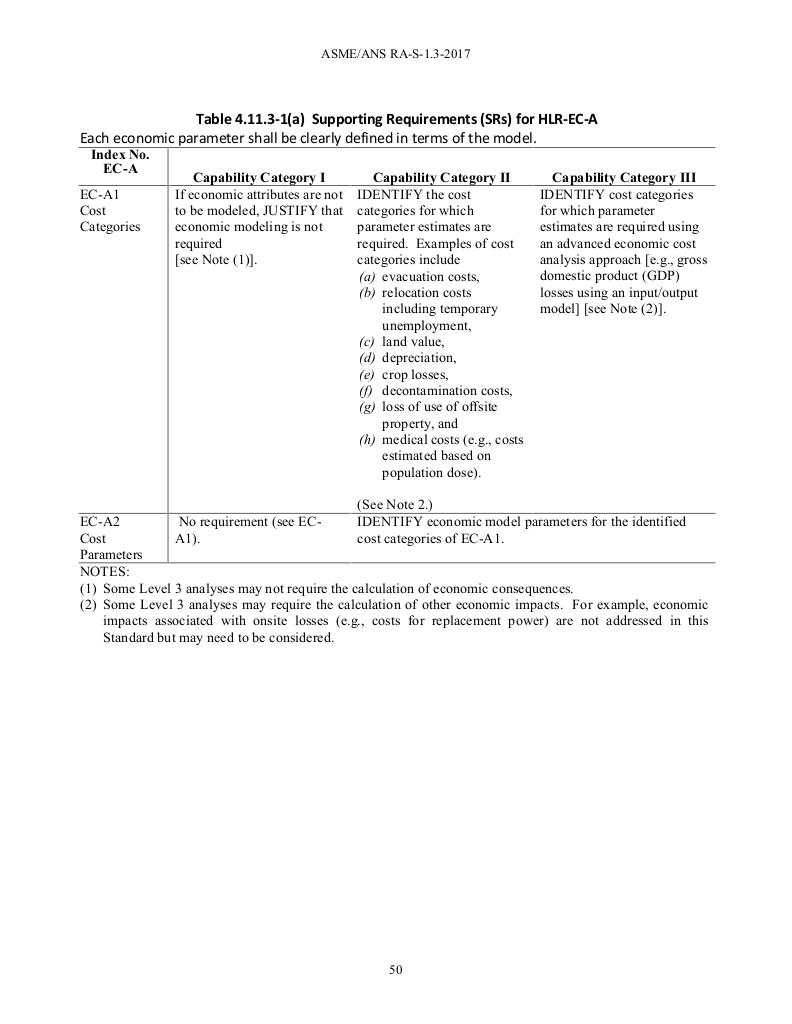 ASME/ANS RA-S-1.3-2017
Table 4.11.3-1(a) Supporting Requirements (SRs) for HLR-EC-A
Each economic parameter shall be clearly defined in terms of the model.
Index No.
EC-A
Capability Category I
Capability Category II
Capability Category III
EC-A1
Cost
Categories
If economic attributes are not
to be modeled, JUSTIFY that
economic modeling is not
required
[see Note (1)].
IDENTIFY the cost
categories for which
parameter estimates are
required. Examples of cost
categories include
(a) evacuation costs,
(b) relocation costs
including temporary
unemployment,
(c) land value,
(d) depreciation,
(e) crop losses,
(f) decontamination costs,
(g) loss of use of offsite
property, and
(h) medical costs (e.g., costs
estimated based on
population dose).
(See Note 2.)
IDENTIFY cost categories
for which parameter
estimates are required using
an advanced economic cost
analysis approach [e.g., gross
domestic product (GDP)
losses using an input/output
model] [see Note (2)].
EC-A2
Cost
Parameters
No requirement (see EC-
A1).
IDENTIFY economic model parameters for the identified
cost categories of EC-A1.
NOTES:
(1) Some Level 3 analyses may not require the calculation of economic consequences.
(2) Some Level 3 analyses may require the calculation of other economic impacts. For example, economic
impacts associated with onsite losses (e.g., costs for replacement power) are not addressed in this
Standard but may need to be considered.
50